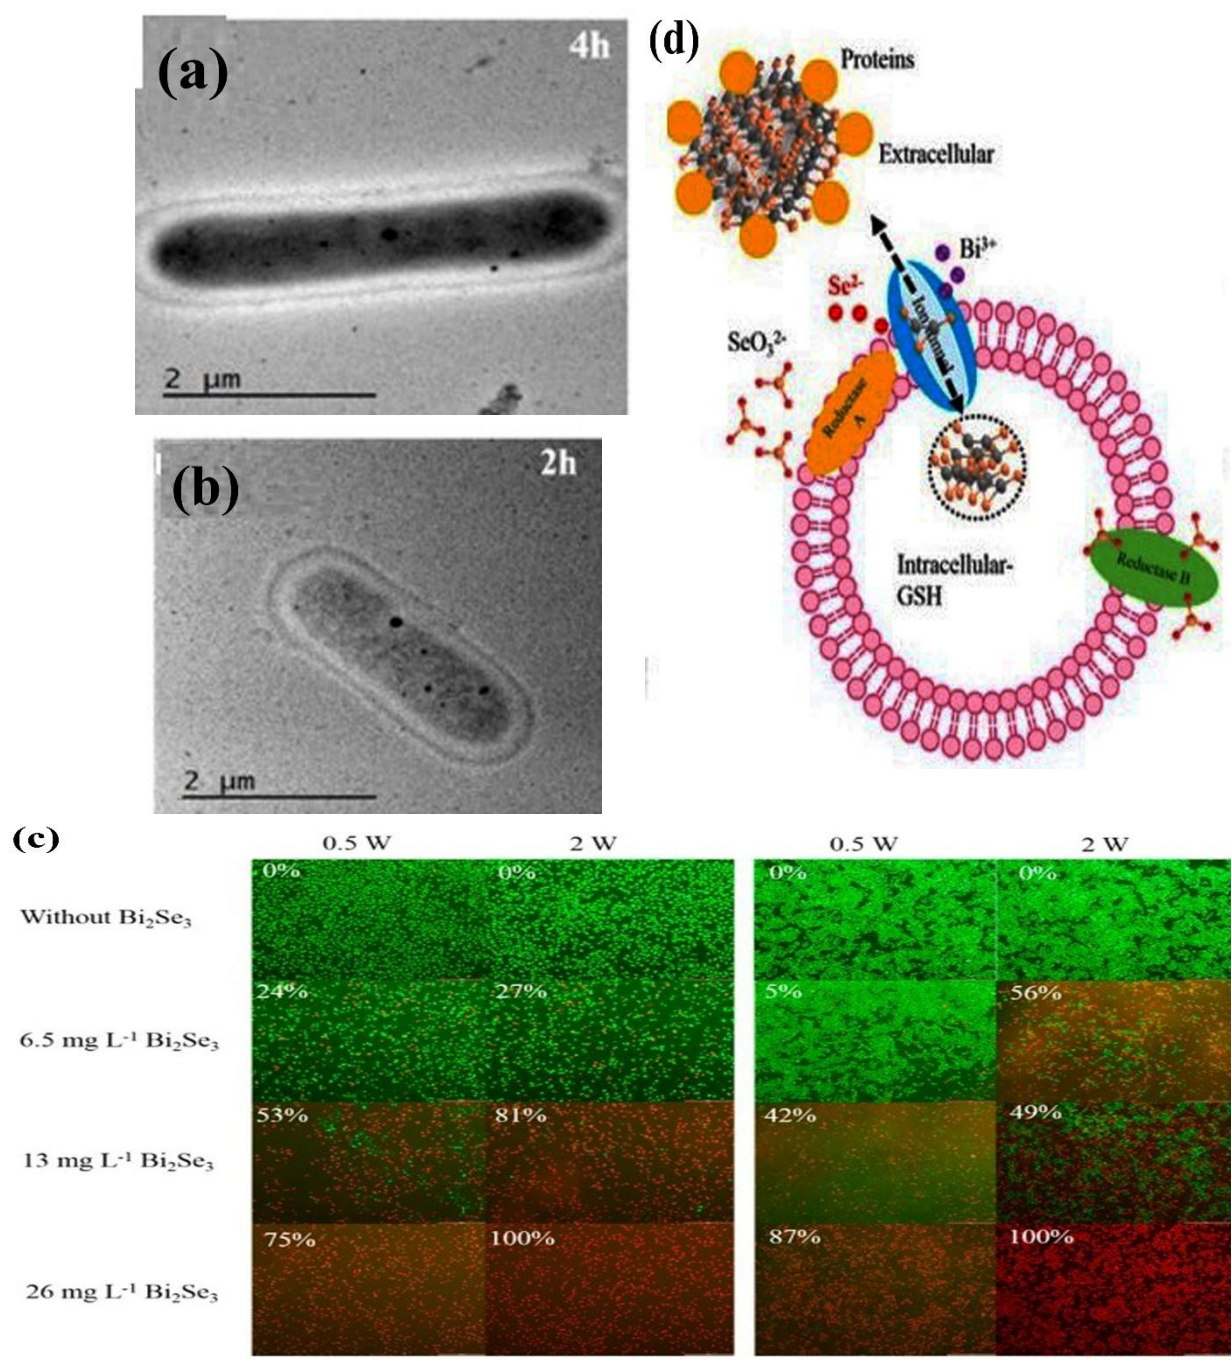 (a)
4h
2 μm
(b)
2h
2 μm
(d)
Proteins
Extracellular
Bi³⁺
Se²⁻
SeO₃²⁻
Ion
Reductase
A
Intracellular-
GSH
Reductase B
(c)
0.5 W 2 W 0.5 W 2 W
Without Bi₂Se₃
0% 0% 0% 0%
6.5 mg L⁻¹ Bi₂Se₃
24% 27% 5% 56%
13 mg L⁻¹ Bi₂Se₃
53% 81% 42% 49%
26 mg L⁻¹ Bi₂Se₃
75% 100% 87% 100%